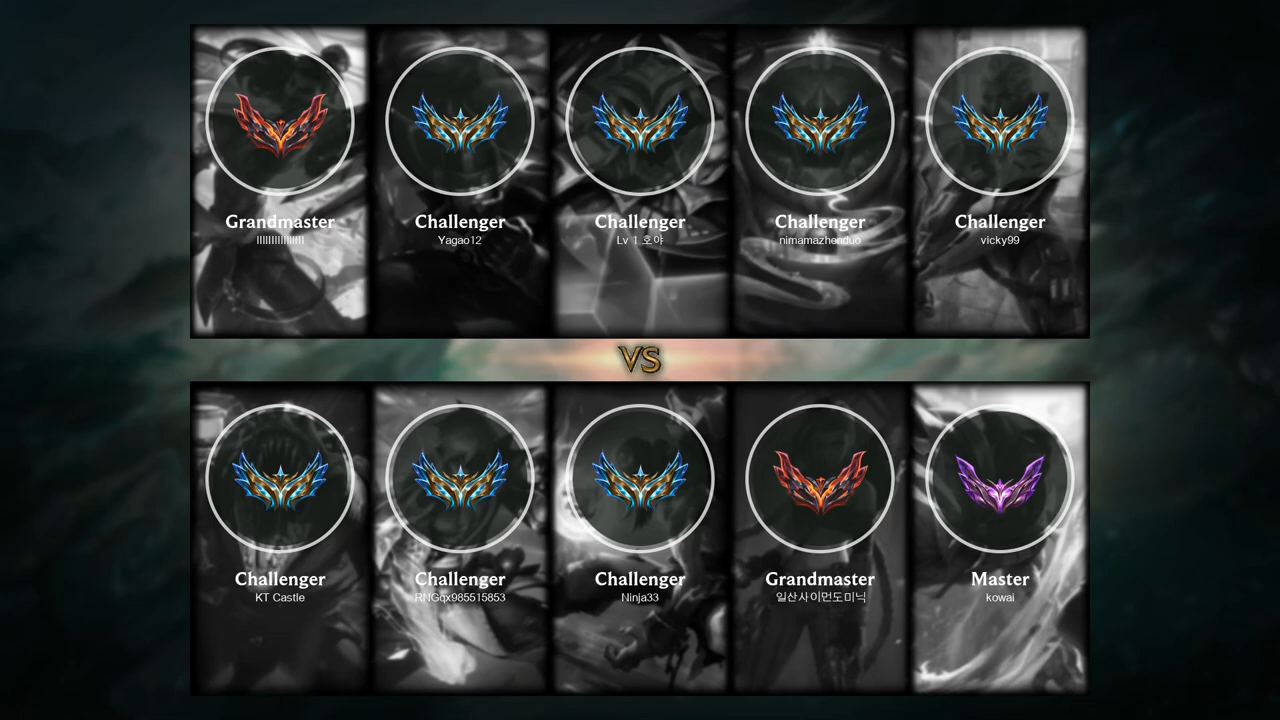 Grandmaster
IIIIIIIIIIIIIIII
Challenger
Yagao12
Challenger
Lv 1 호야
Challenger
nimamazhenduo
Challenger
vicky99
VS
Challenger
KT Castle
Challenger
RNGqx985515853
Challenger
Ninja33
Grandmaster
일산사이먼도미닉
Master
kowai